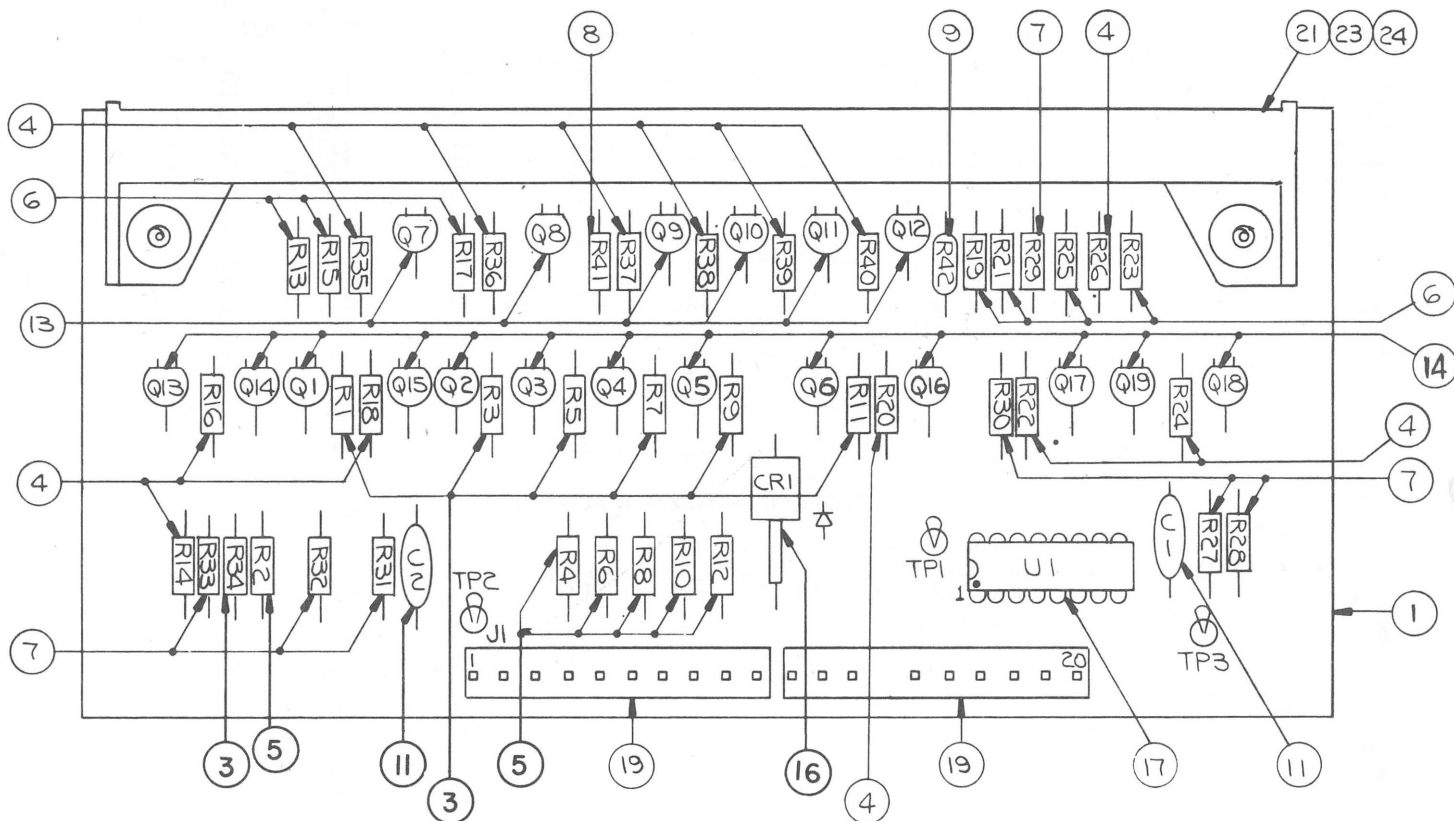 8 9 7 4 21 23 24
4
6
Q7 Q8 Q9 Q10 Q11 Q12
R13 R15 R35 R17 R36 R41 R37 R38 R39 R40 R42 R19 R21 R29 R25 R26 R23
6
13
14
Q13 Q14 Q1 Q15 Q2 Q3 Q4 Q5 Q6 Q16 Q17 Q19 Q18
R16 R1 R18 R3 R5 R7 R9 R11 R20 R30 R22 R24
4
4
7
CR1
R14 R33 R34 R2 R32 R31 C2 R4 R6 R8 R10 R12 U1 C1 R27 R28
TP2 TP1
1
1
J1
TP3
7
1 20
3 5 11 3 5 19 16 4 19 17 11